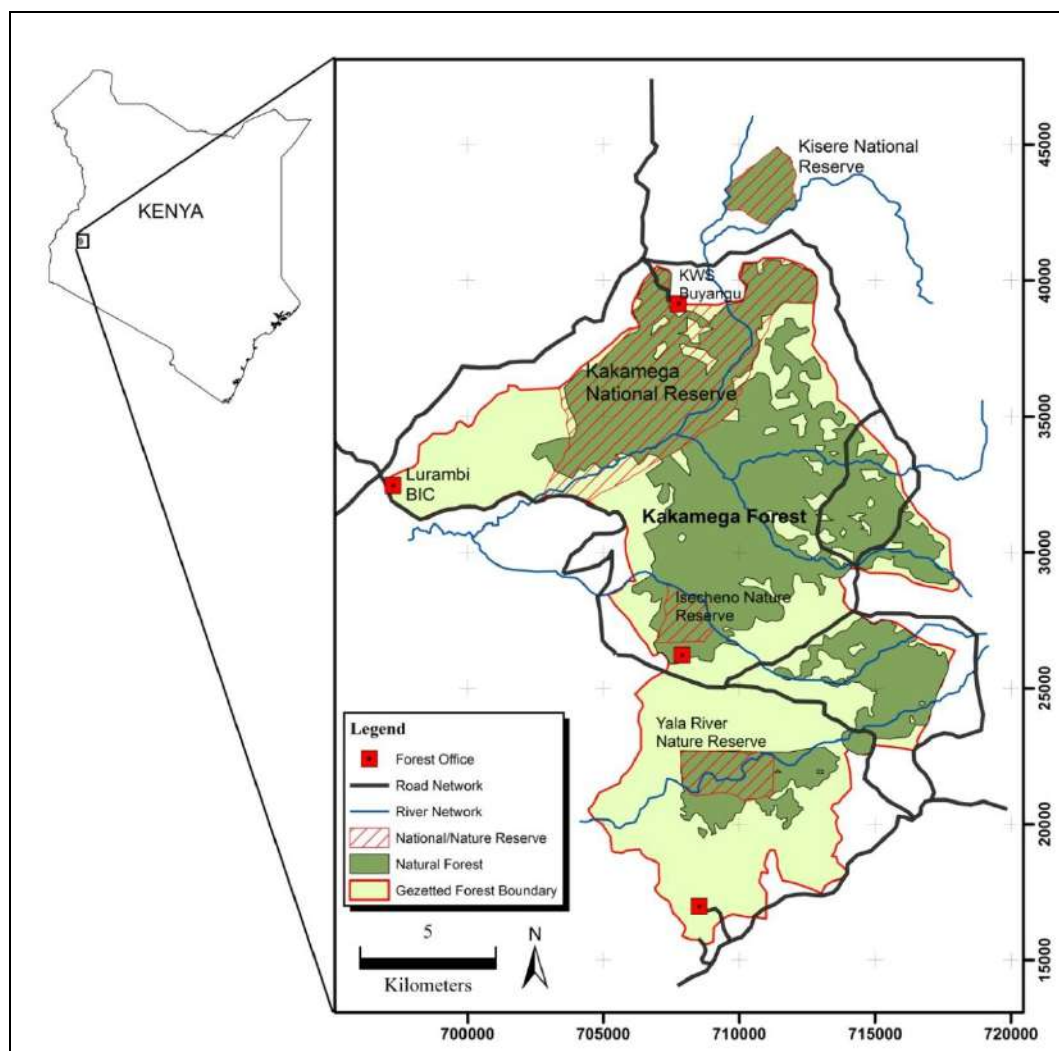 KENYA
Kisere National
Reserve
KWS
Buyangu
Kakamega
National Reserve
Lurambi
BIC
Kakamega Forest
Isecheno Nature
Reserve
Yala River
Nature Reserve
Legend
Forest Office
Road Network
River Network
National/Nature Reserve
Natural Forest
Gezetted Forest Boundary
5
Kilometers
N
45000
40000
35000
30000
25000
20000
15000
700000
705000
710000
715000
720000